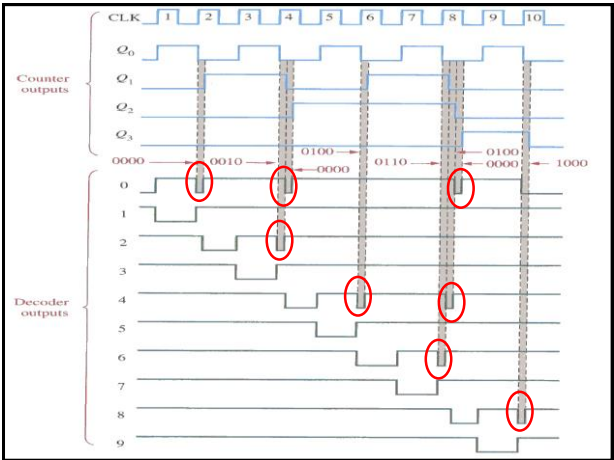 CLK 1 2 3 4 5 6 7 8 9 10
Q0
Counter
outputs
Q1
Q2
Q3
0100 0100
0000 0010 0000 0110 0000 1000
0
1
2
3
Decoder
outputs
4
5
6
7
8
9